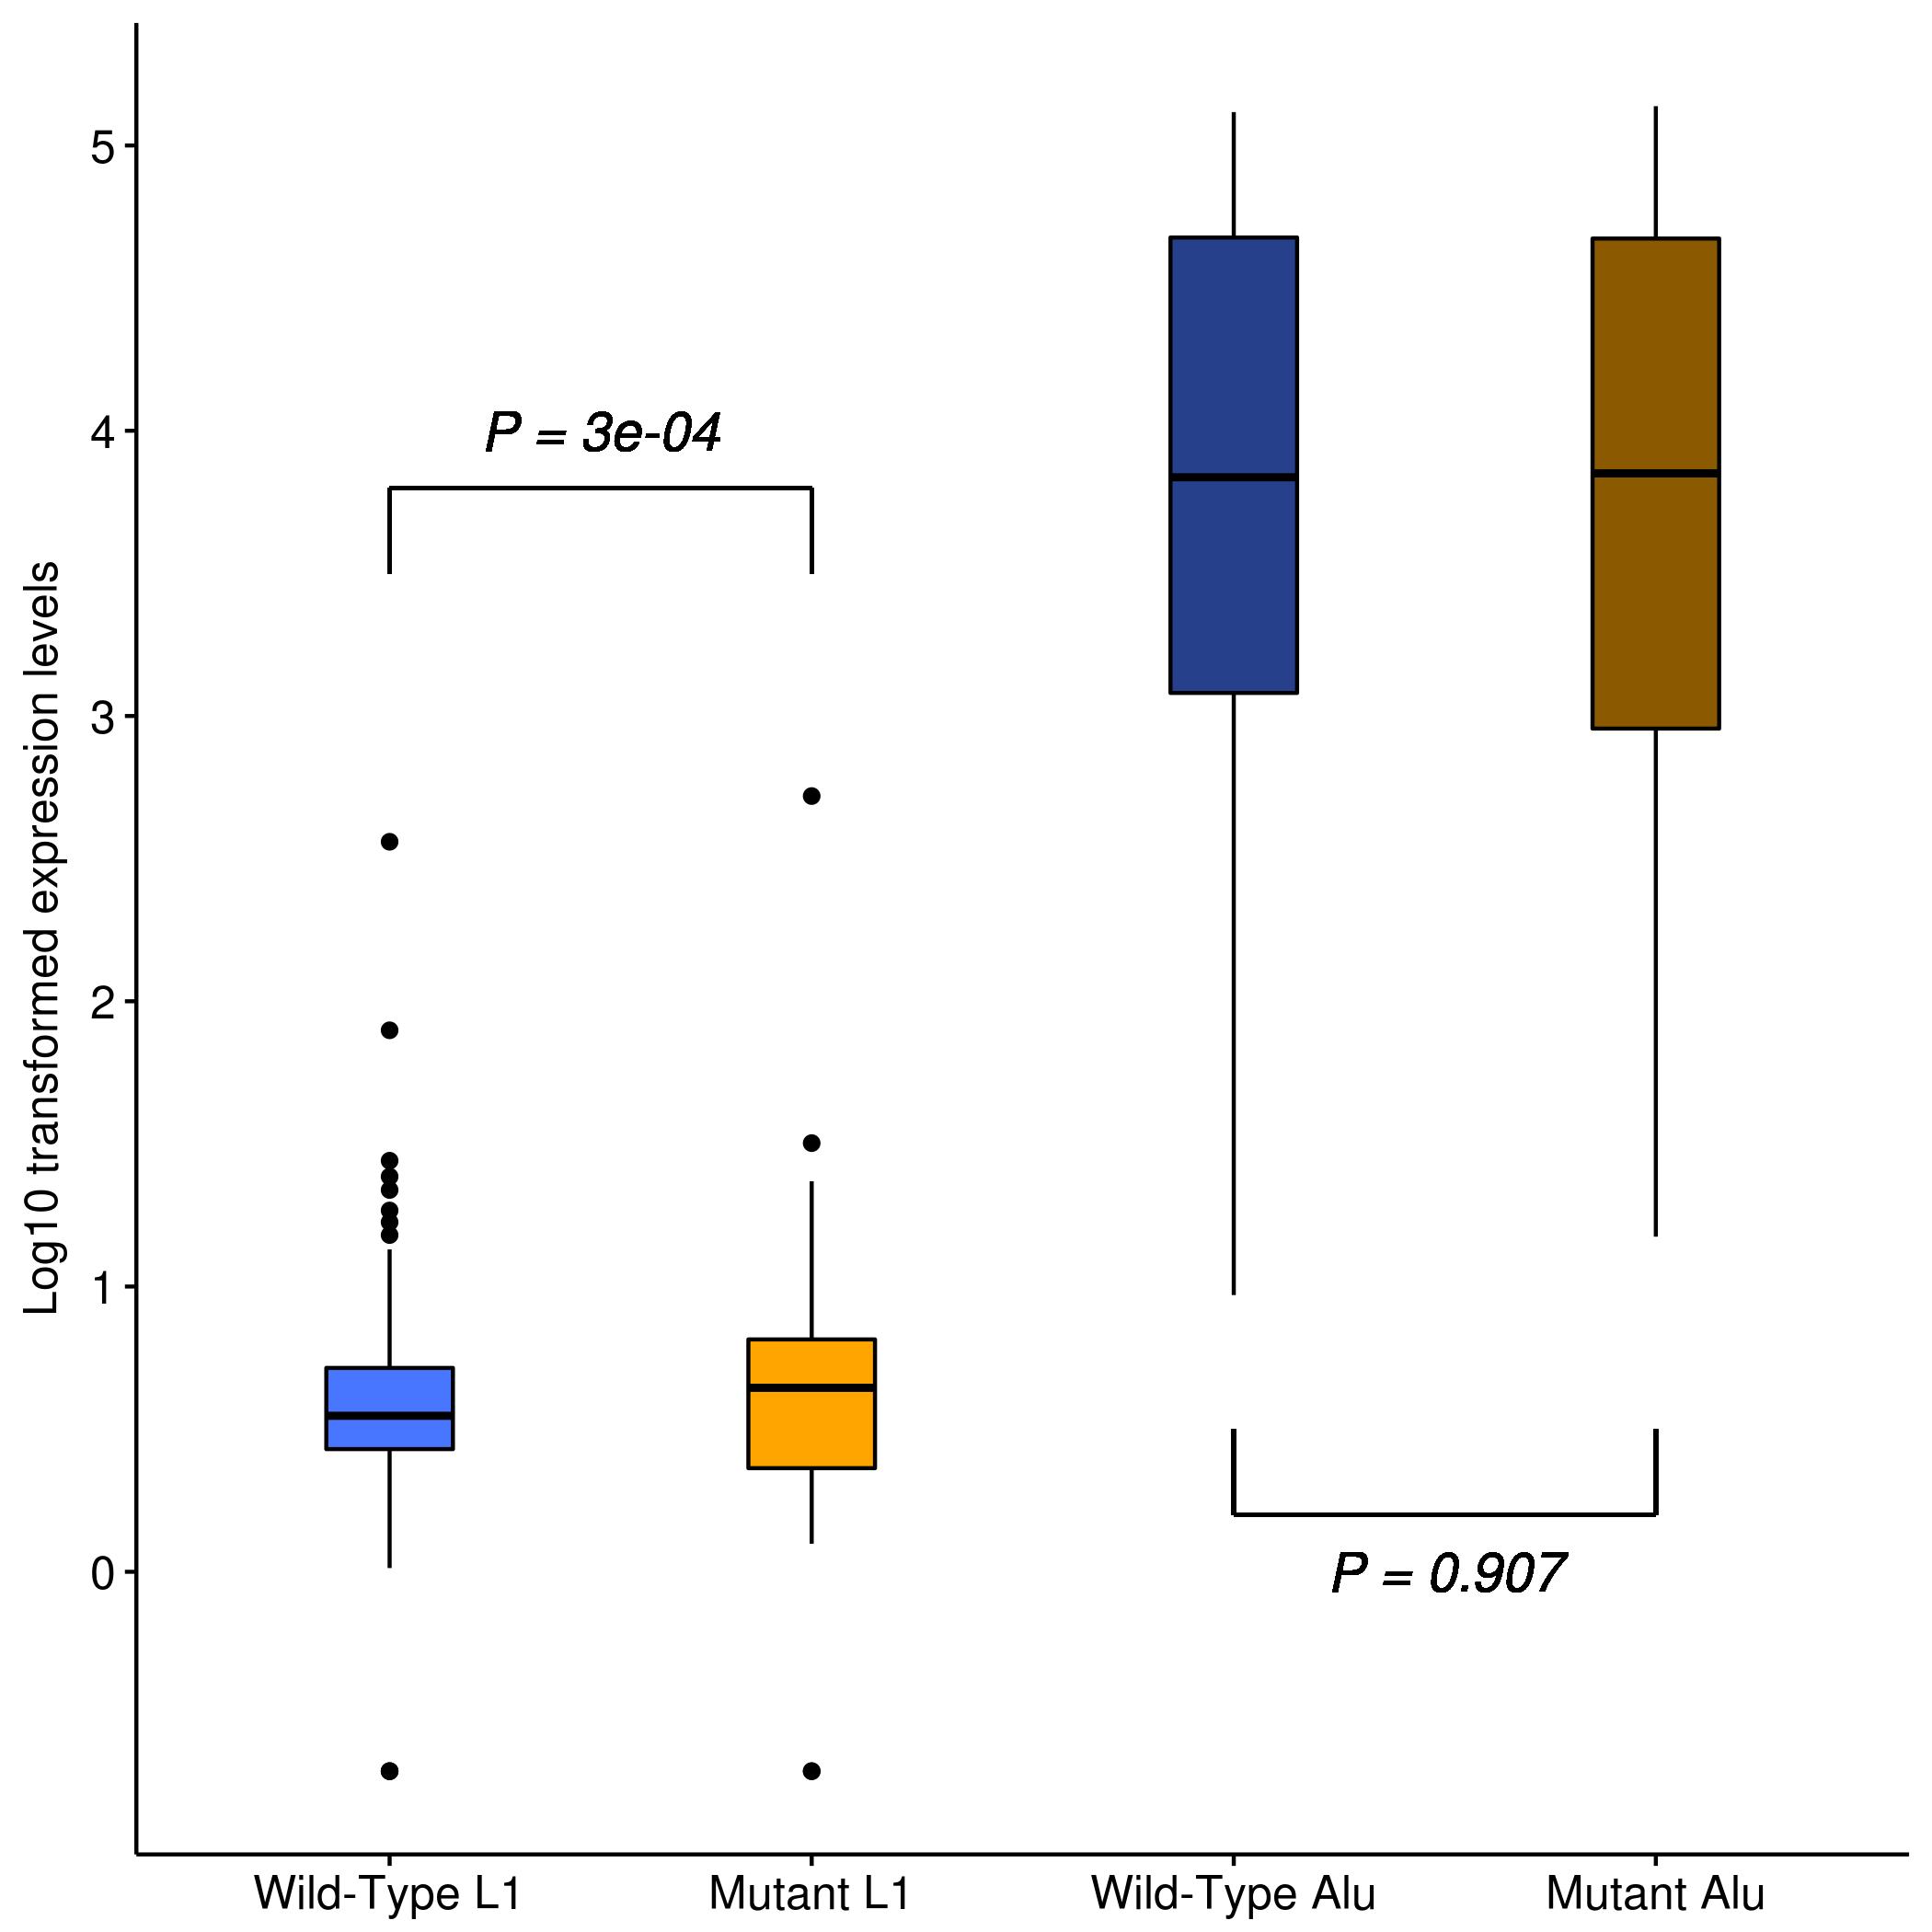 Log10 transformed expression levels
5
4
3
2
1
0
P = 3e-04
P = 0.907
Wild-Type L1
Mutant L1
Wild-Type Alu
Mutant Alu